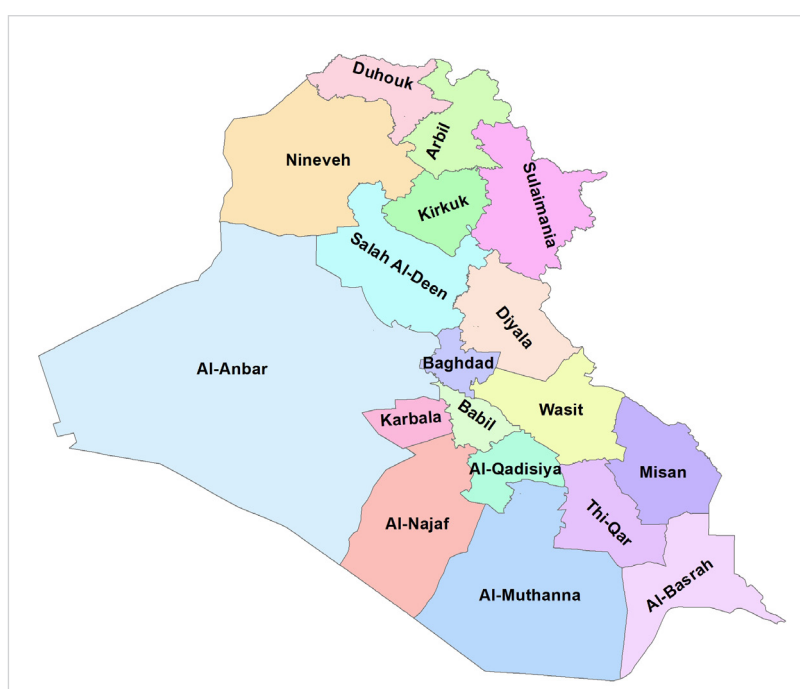 Duhouk
Arbil
Nineveh
Sulaimania
Kirkuk
Salah Al-Deen
Diyala
Baghdad
Al-Anbar
Wasit
Babil
Karbala
Al-Qadisiya
Misan
Al-Najaf
Thi-Qar
Al-Basrah
Al-Muthanna